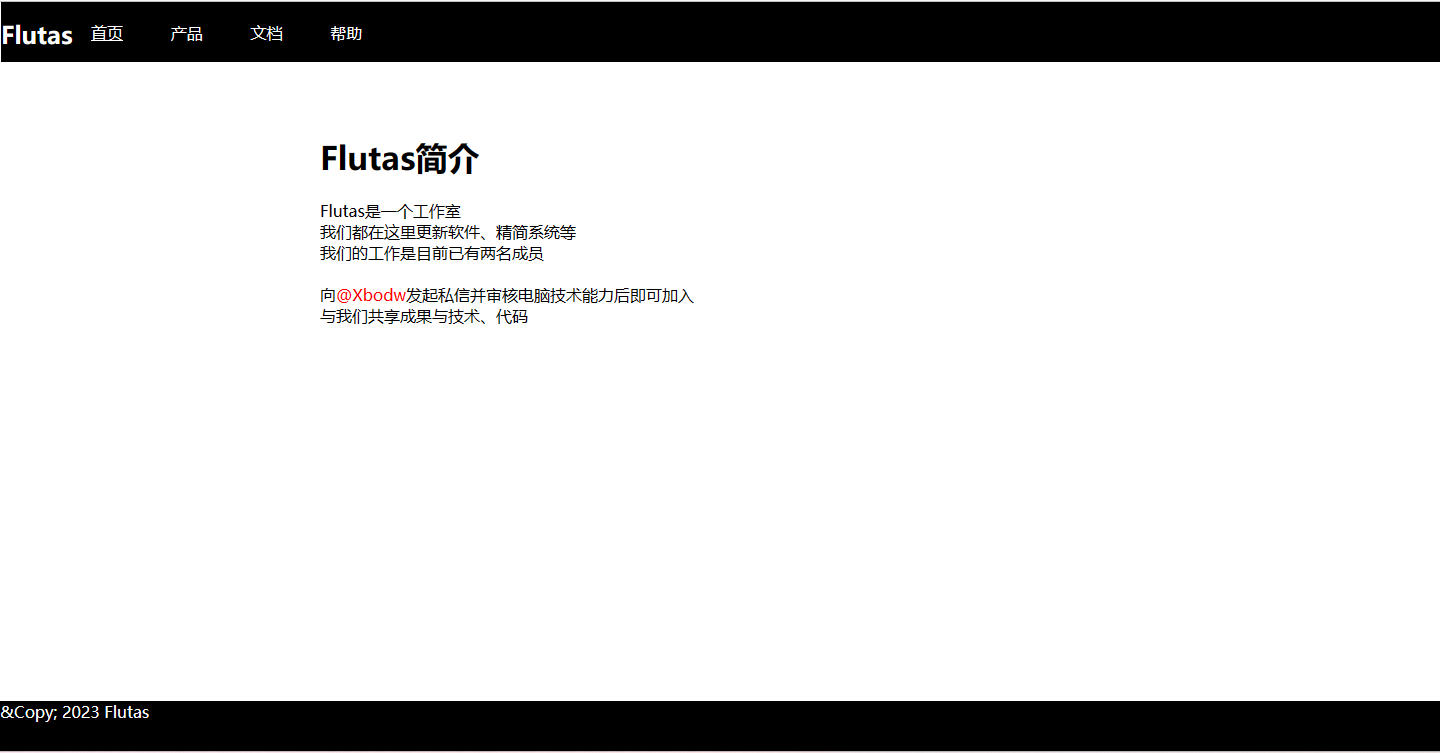 Flutas 首页 产品 文档 帮助
Flutas简介
Flutas是一个工作室
我们都在这里更新软件、精简系统等
我们的工作是目前已有两名成员
向@Xbodw发起私信并审核电脑技术能力后即可加入
与我们共享成果与技术、代码
&Copy; 2023 Flutas